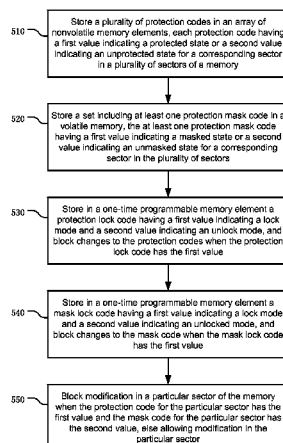 510
Store a plurality of protection codes in an array of
nonvolatile memory elements, each protection code having
a first value indicating a protected state or a second value
indicating an unprotected state for a corresponding sector
in a plurality of sectors of a memory
520
Store a set including at least one protection mask code in a
volatile memory, the at least one protection mask code
having a first value indicating a masked state or a second
value indicating an unmasked state for a corresponding
sector in the plurality of sectors
530
Store in a one-time programmable memory element a
protection lock code having a first value indicating a lock
mode and a second value indicating an unlock mode, and
block changes to the protection codes when the protection
lock code has the first value
540
Store in a one-time programmable memory element a
mask lock code having a first value indicating a lock mode
and a second value indicating an unlocked mode, and
block changes to the mask code when the mask lock code
has the first value
550
Block modification in a particular sector of the memory
when the protection code for the particular sector has the
first value and the mask code for the particular sector has
the second value, else allowing modification in the
particular sector